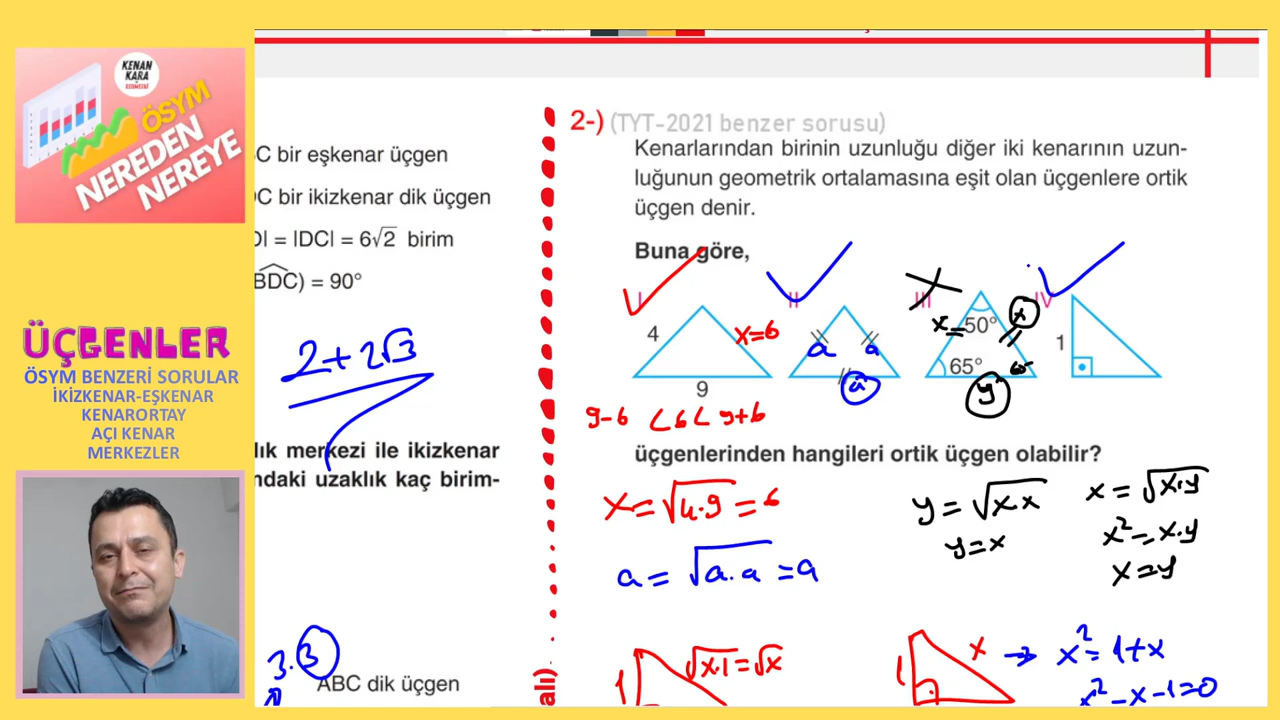 KENAN
KARA
ÖSYM
NEREDEN
NEREYE
ÜÇGENLER
ÖSYM BENZERİ SORULAR
İKİZKENAR-EŞKENAR
KENARORTAY
AÇI KENAR
MERKEZLER
C bir eşkenar üçgen
C bir ikizkenar dik üçgen
| = |DC| = 6√2 birim
BDC) = 90°
2+2√3
lık merkezi ile ikizkenar
ndaki uzaklık kaç birim-
3.3
ABC dik üçgen
2-) (TYT-2021 benzer sorusu)
Kenarlarından birinin uzunluğu diğer iki kenarının uzun-
luğunun geometrik ortalamasına eşit olan üçgenlere ortik
üçgen denir.
Buna göre,
I II III IV
4 x=6 9
a a a
x 50° x 65° 65° y
1
9-6 <6< 9+6
üçgenlerinden hangileri ortik üçgen olabilir?
x=√4.9=6
a=√a.a=a
y=√x.x
y=x
x=√x.y
x²=x.y
x=y
1 √x.1=√x
1 x → x²=1+x
x²-x-1=0
alı)